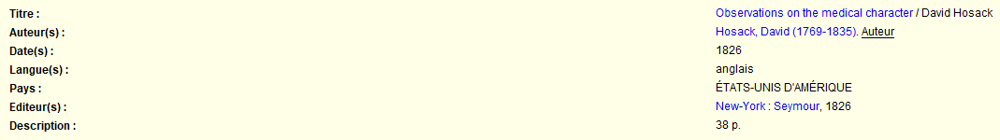 Titre : Observations on the medical character / David Hosack
Auteur(s) : Hosack, David (1769-1835). Auteur
Date(s) : 1826
Langue(s) : anglais
Pays : ÉTATS-UNIS D'AMÉRIQUE
Editeur(s) : New-York : Seymour, 1826
Description : 38 p.